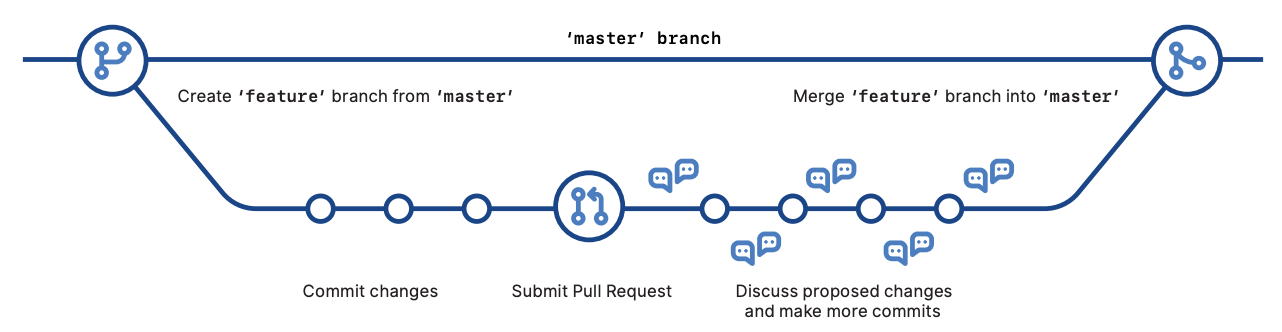 ‘master’ branch
Create ‘feature’ branch from ‘master’
Merge ‘feature’ branch into ‘master’
Commit changes
Submit Pull Request
Discuss proposed changes
and make more commits